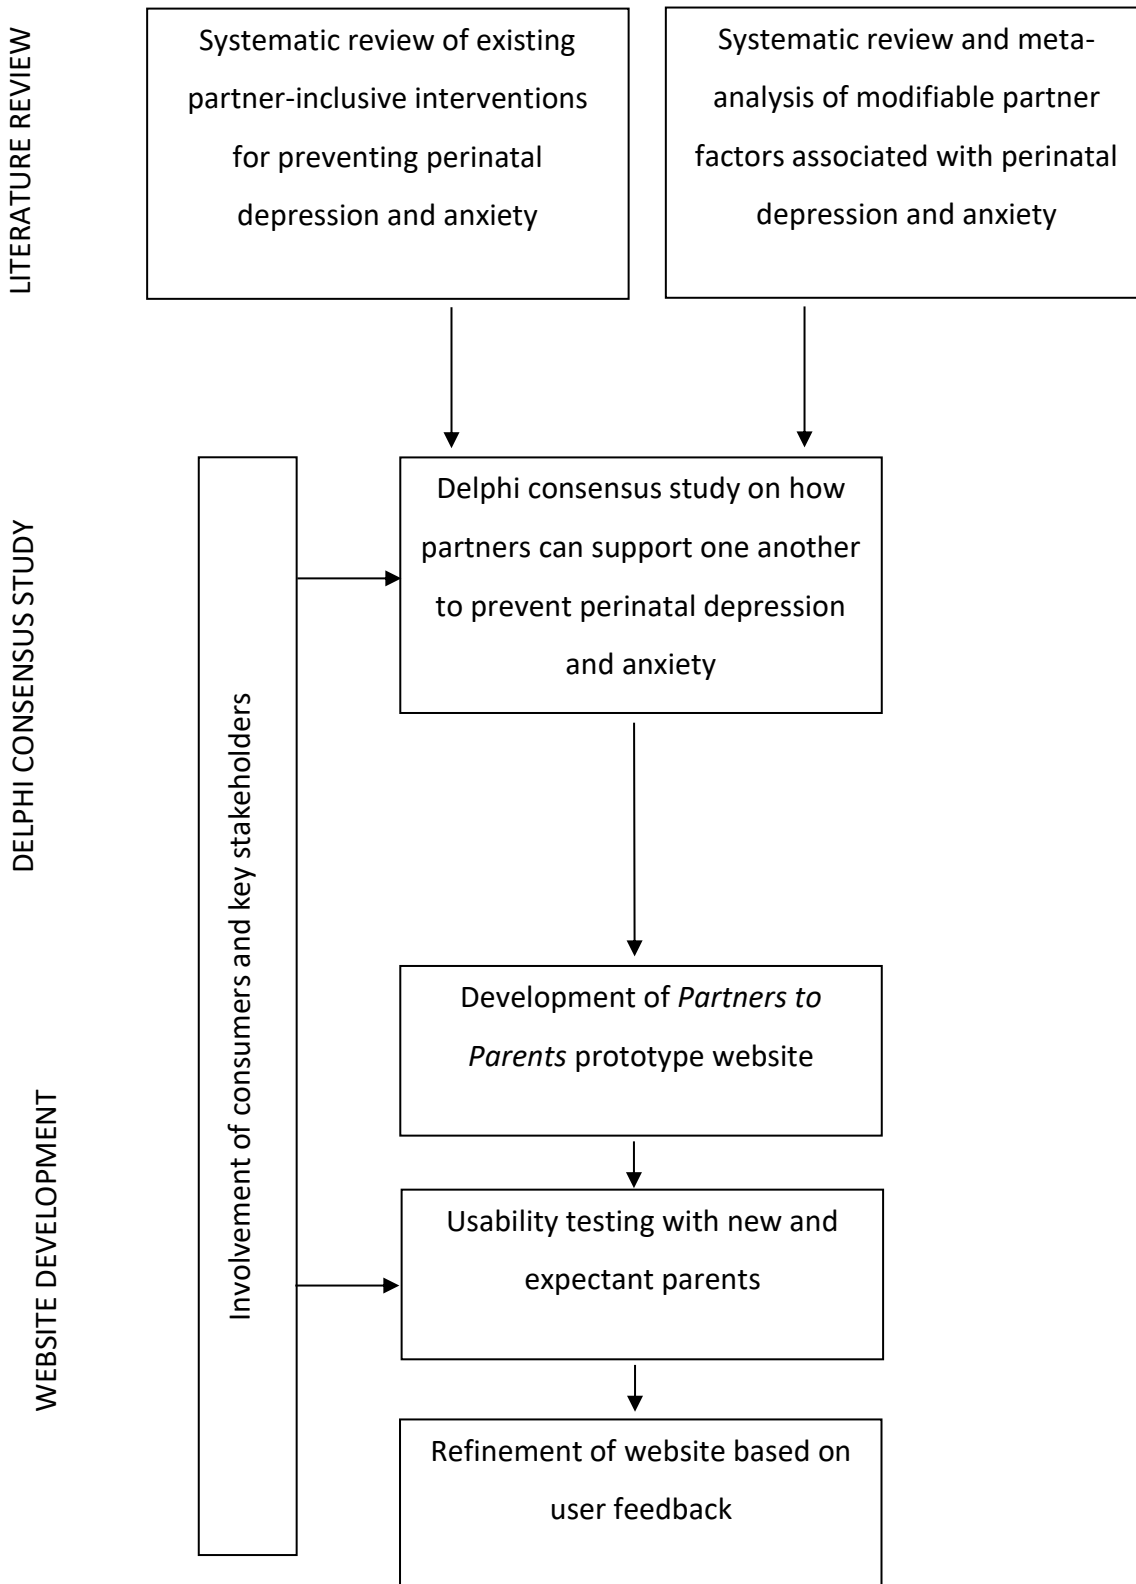 LITERATURE REVIEW
Systematic review of existing
partner-inclusive interventions
for preventing perinatal
depression and anxiety
Systematic review and meta-
analysis of modifiable partner
factors associated with perinatal
depression and anxiety
DELPHI CONSENSUS STUDY
Involvement of consumers and key stakeholders
Delphi consensus study on how
partners can support one another
to prevent perinatal depression
and anxiety
WEBSITE DEVELOPMENT
Development of Partners to
Parents prototype website
Usability testing with new and
expectant parents
Refinement of website based on
user feedback